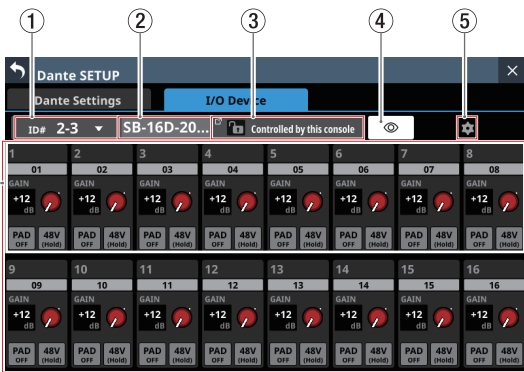 1 2 3 4 5
Dante SETUP
Dante Settings I/O Device
ID# 2-3 SB-16D-20... Controlled by this console
1 2 3 4 5 6 7 8
01 02 03 04 05 06 07 08
GAIN GAIN GAIN GAIN GAIN GAIN GAIN GAIN
+12 +12 +12 +12 +12 +12 +12 +12
dB dB dB dB dB dB dB dB
PAD 48V PAD 48V PAD 48V PAD 48V PAD 48V PAD 48V PAD 48V PAD 48V
OFF (Hold) OFF (Hold) OFF (Hold) OFF (Hold) OFF (Hold) OFF (Hold) OFF (Hold) OFF (Hold)
9 10 11 12 13 14 15 16
09 10 11 12 13 14 15 16
GAIN GAIN GAIN GAIN GAIN GAIN GAIN GAIN
+12 +12 +12 +12 +12 +12 +12 +12
dB dB dB dB dB dB dB dB
PAD 48V PAD 48V PAD 48V PAD 48V PAD 48V PAD 48V PAD 48V PAD 48V
OFF (Hold) OFF (Hold) OFF (Hold) OFF (Hold) OFF (Hold) OFF (Hold) OFF (Hold) OFF (Hold)